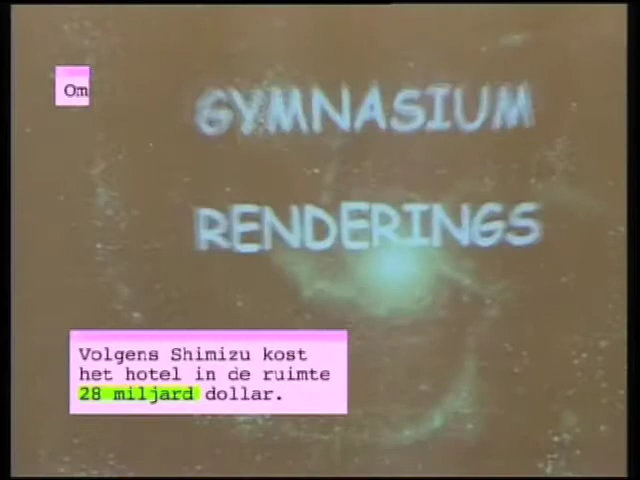 Om
GYMNASIUM
RENDERINGS
Volgens Shimizu kost
het hotel in de ruimte
28 miljard dollar.